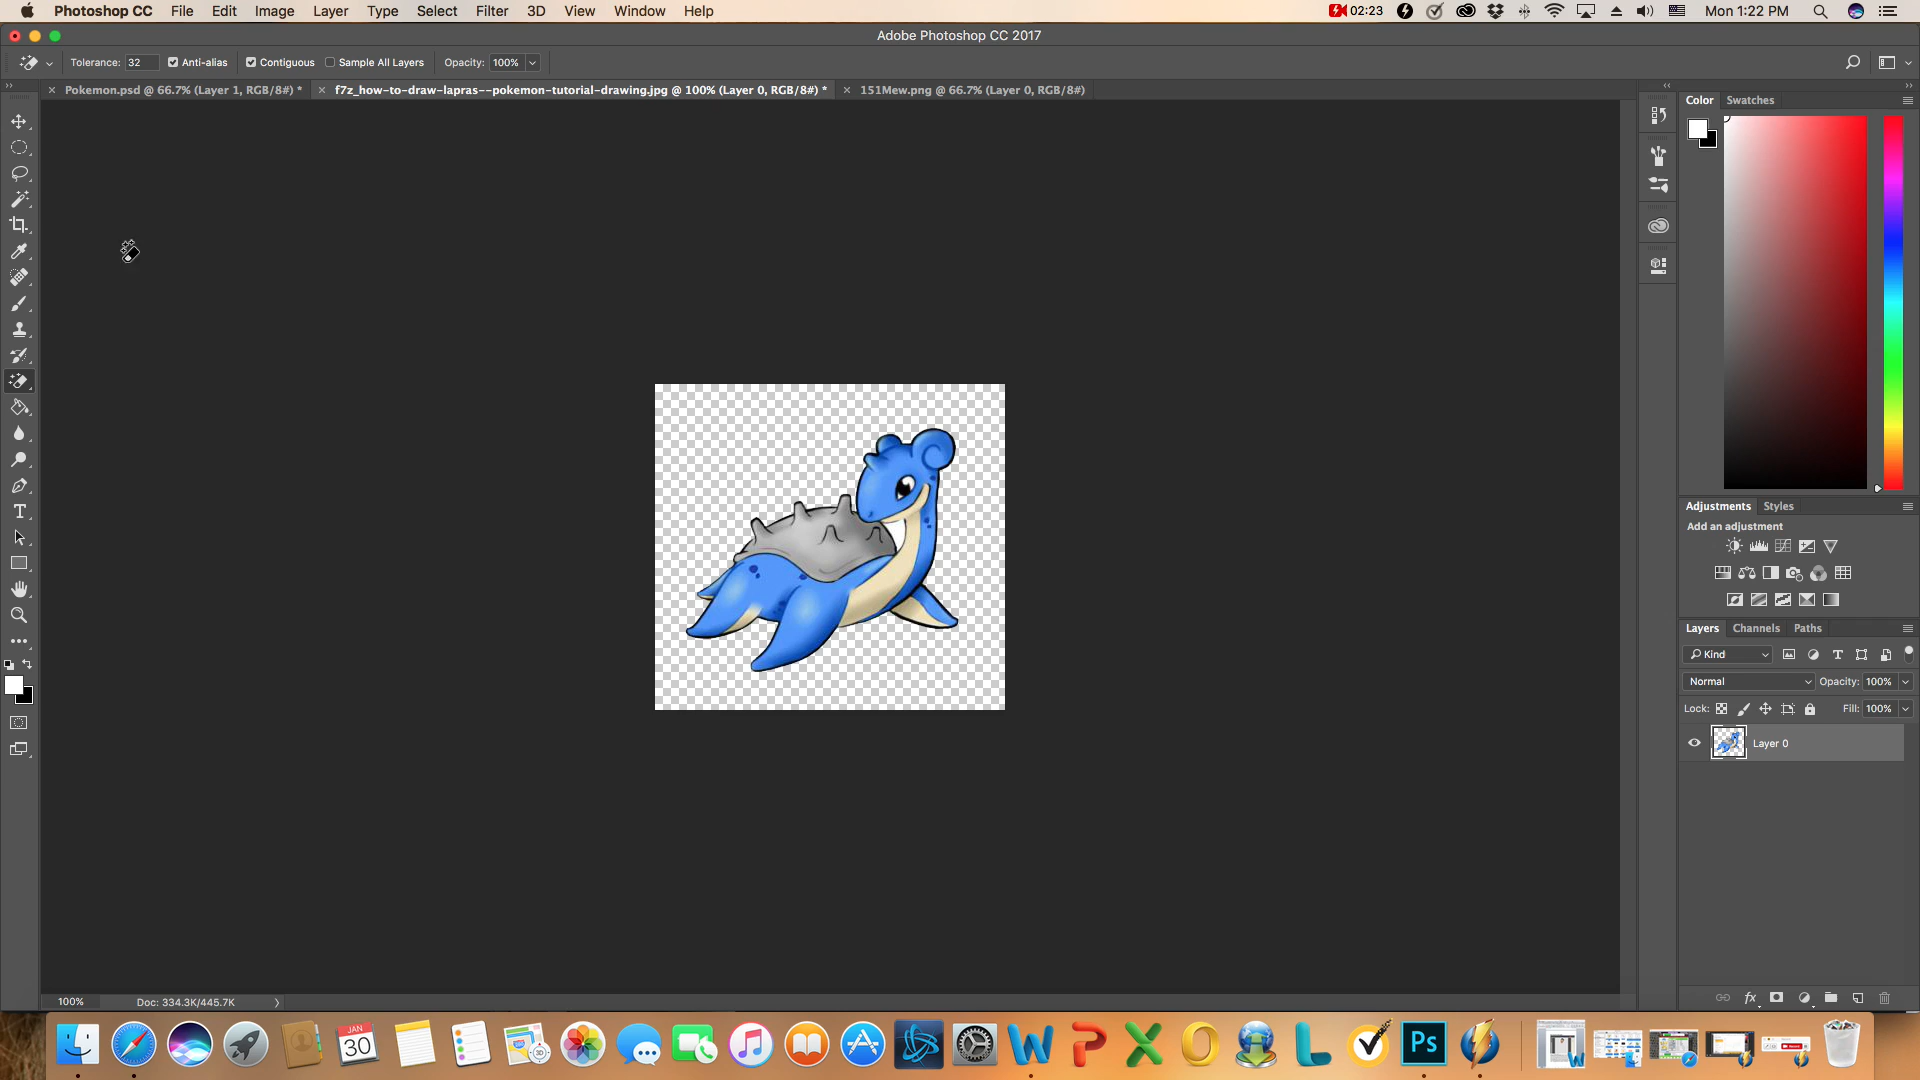 Photoshop CC File Edit Image Layer Type Select Filter 3D View Window Help 02:23 Mon 1:22 PM
Adobe Photoshop CC 2017
Tolerance: 32 Anti-alias Contiguous Sample All Layers Opacity: 100%
Pokemon.psd @ 66.7% (Layer 1, RGB/8#) * f7z_how-to-draw-lapras--pokemon-tutorial-drawing.jpg @ 100% (Layer 0, RGB/8#) * 151Mew.png @ 66.7% (Layer 0, RGB/8#)
Color Swatches
Adjustments Styles
Add an adjustment
Layers Channels Paths
Kind
Normal Opacity: 100%
Lock: Fill: 100%
Layer 0
100% Doc: 334.3K/445.7K
JAN
30
Ps